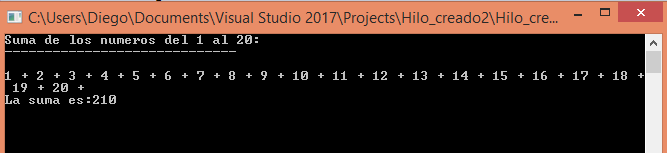 C:\Users\Diego\Documents\Visual Studio 2017\Projects\Hilo_creado2\Hilo_cre...
Suma de los numeros del 1 al 20:
-----------------------------
1 + 2 + 3 + 4 + 5 + 6 + 7 + 8 + 9 + 10 + 11 + 12 + 13 + 14 + 15 + 16 + 17 + 18 +
19 + 20 +
La suma es:210